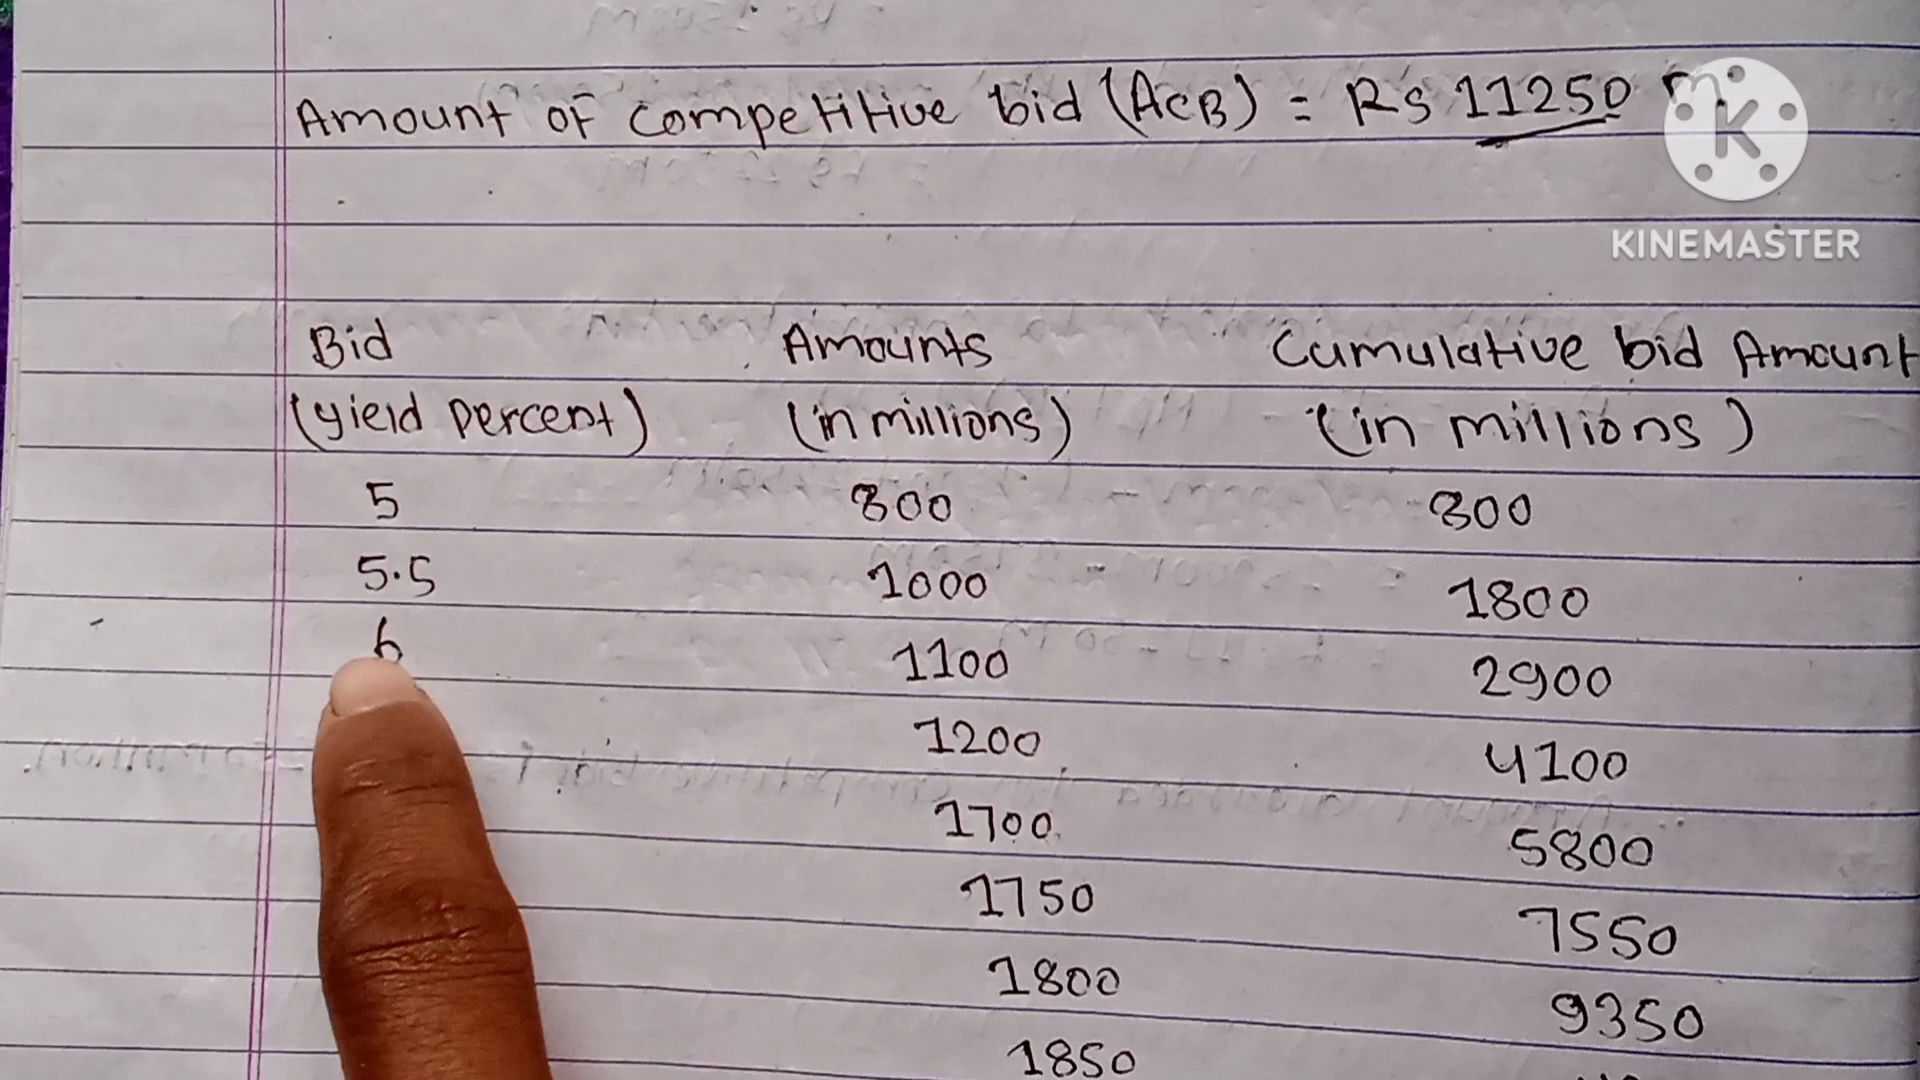 Amount of competitive bid (ACB) = Rs 11250 m
KINEMASTER
Bid Amounts Cumulative bid Amount
(yield percent) (in millions) (in millions)
5 800 800
5.5 1000 1800
6 1100 2900
1200 4100
1700 5800
1750 7550
1800 9350
1850